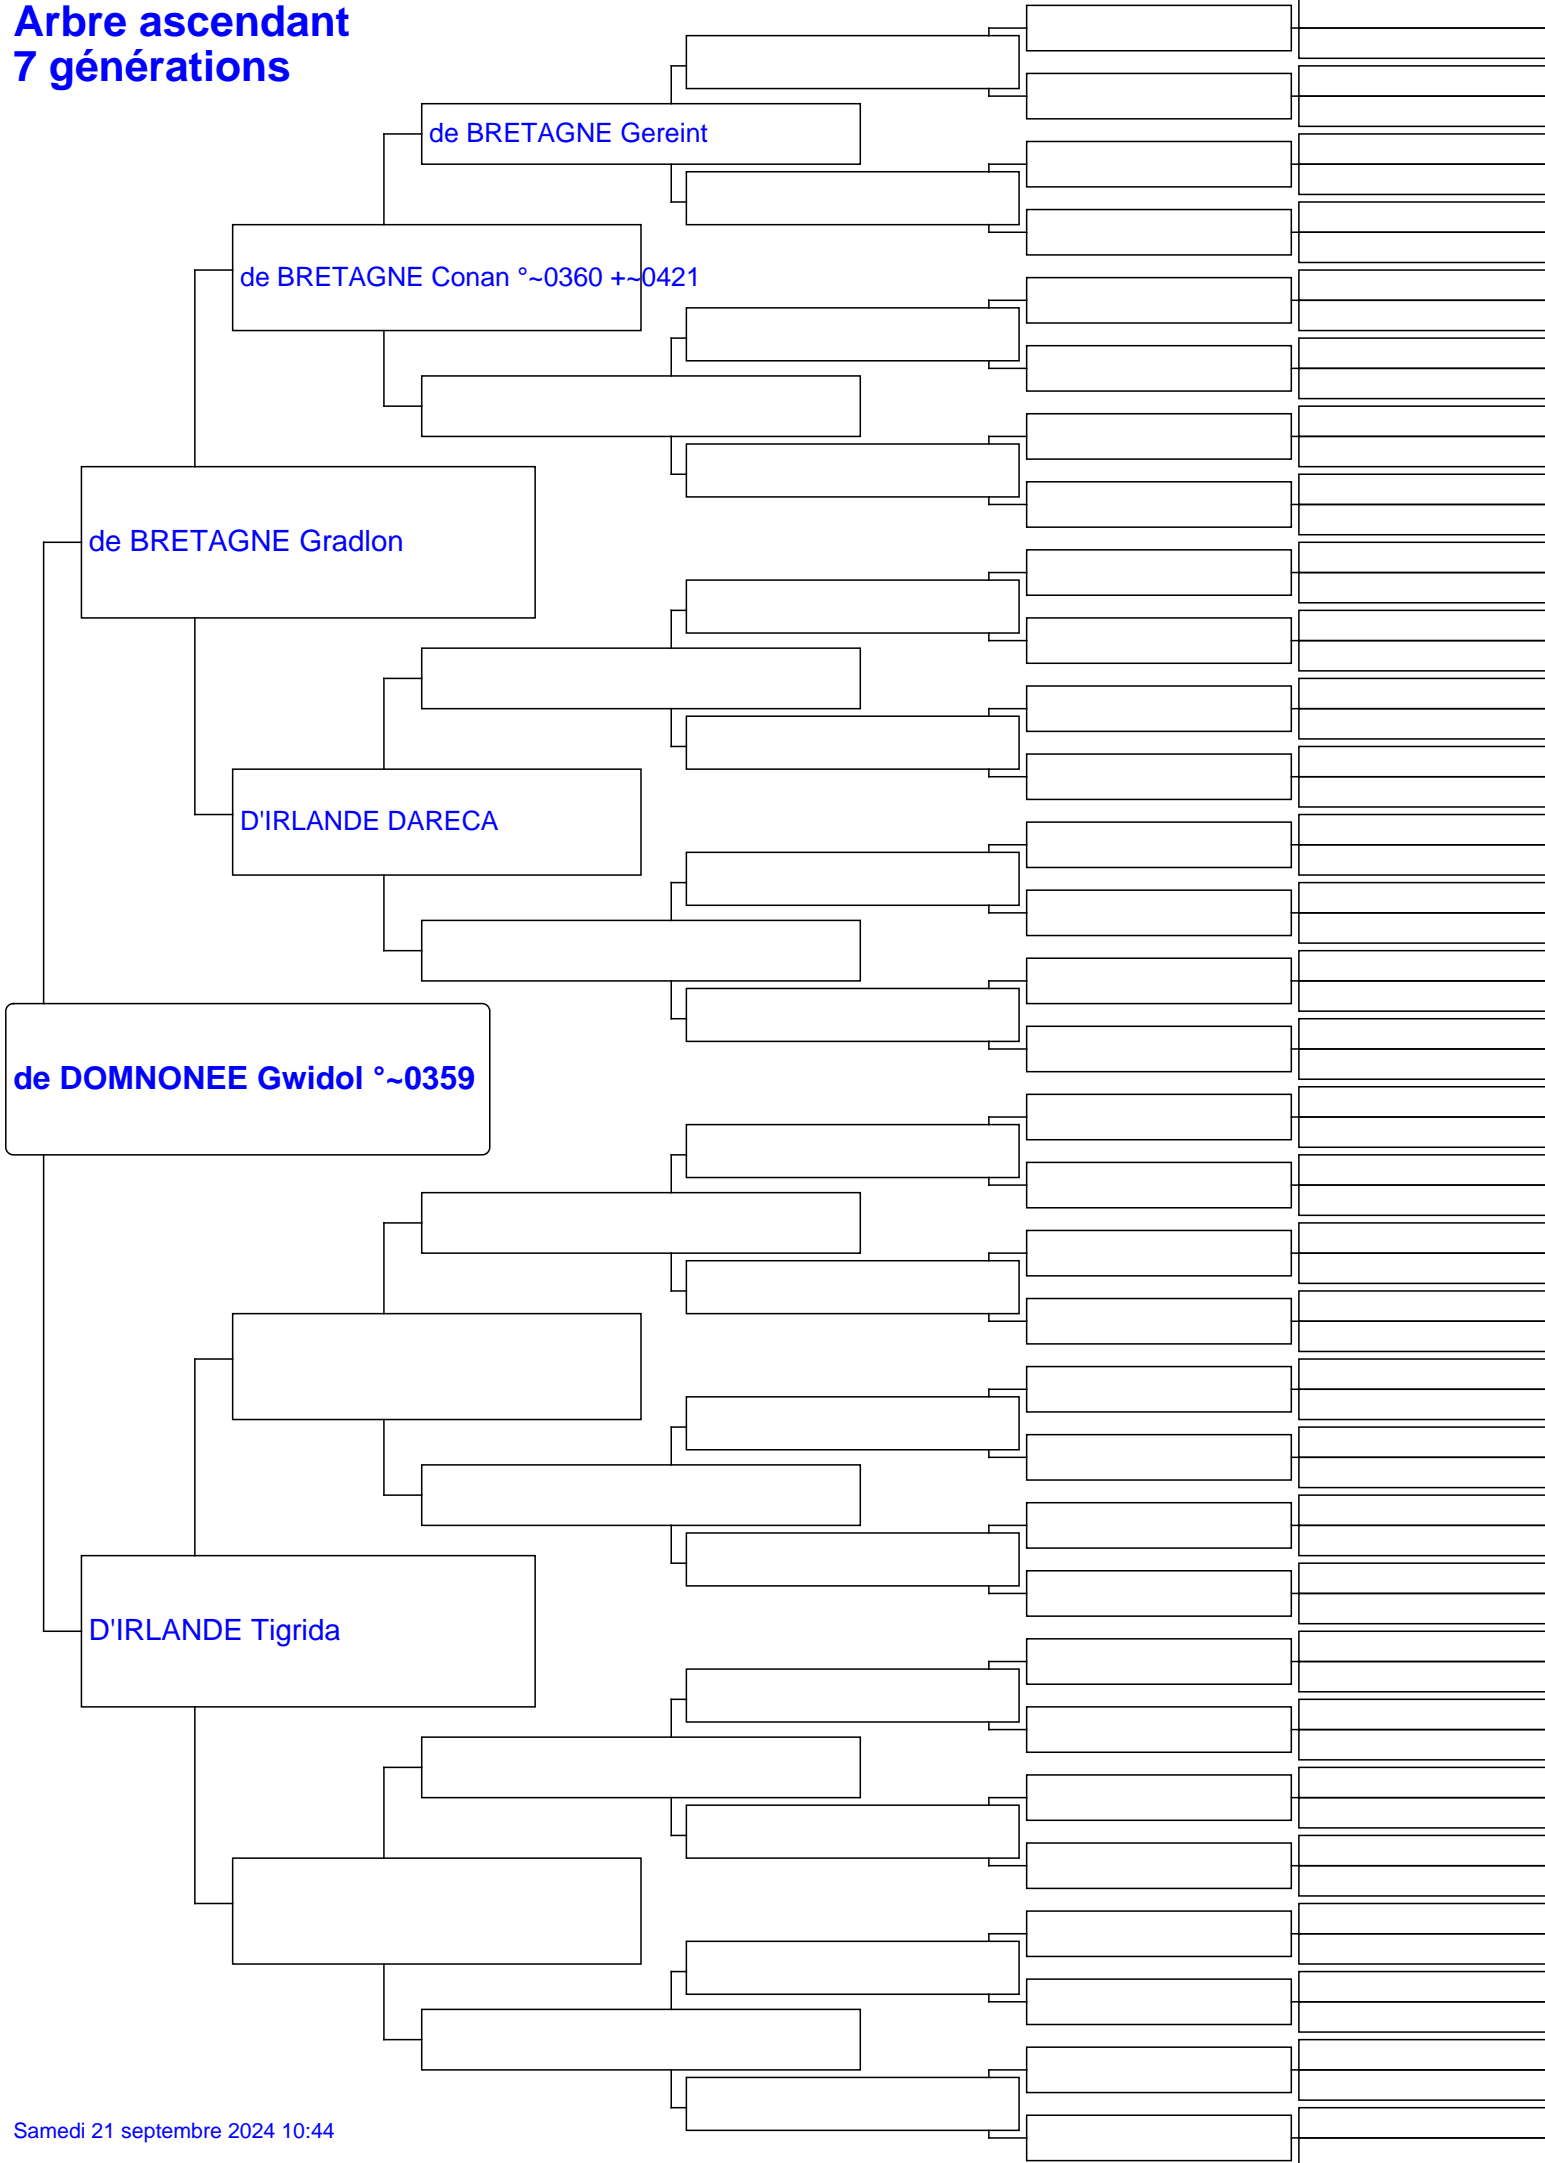 Arbre ascendant
7 générations
de BRETAGNE Gereint
de BRETAGNE Conan °~0360 +~0421
de BRETAGNE Gradlon
D'IRLANDE DARECA
de DOMNONEE Gwidol °~0359
D'IRLANDE Tigrida
Samedi 21 septembre 2024 10:44